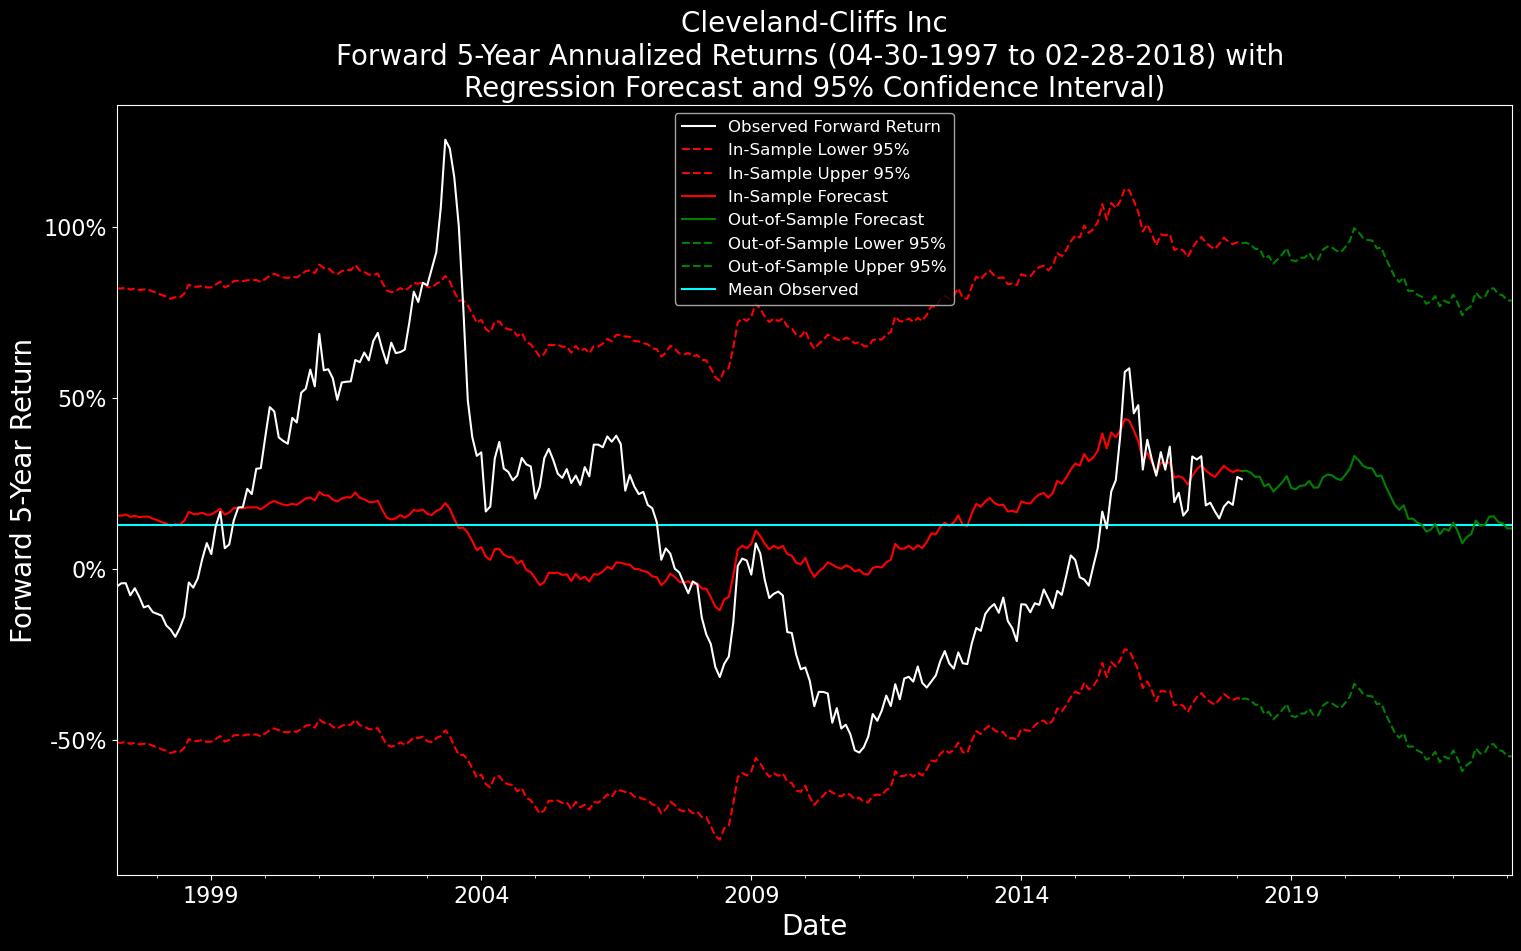 Cleveland-Cliffs Inc
Forward 5-Year Annualized Returns (04-30-1997 to 02-28-2018) with
Regression Forecast and 95% Confidence Interval)
Observed Forward Return
In-Sample Lower 95%
In-Sample Upper 95%
In-Sample Forecast
Out-of-Sample Forecast
Out-of-Sample Lower 95%
Out-of-Sample Upper 95%
Mean Observed
Forward 5-Year Return
100%
50%
0%
-50%
1999
2004
2009
2014
2019
Date